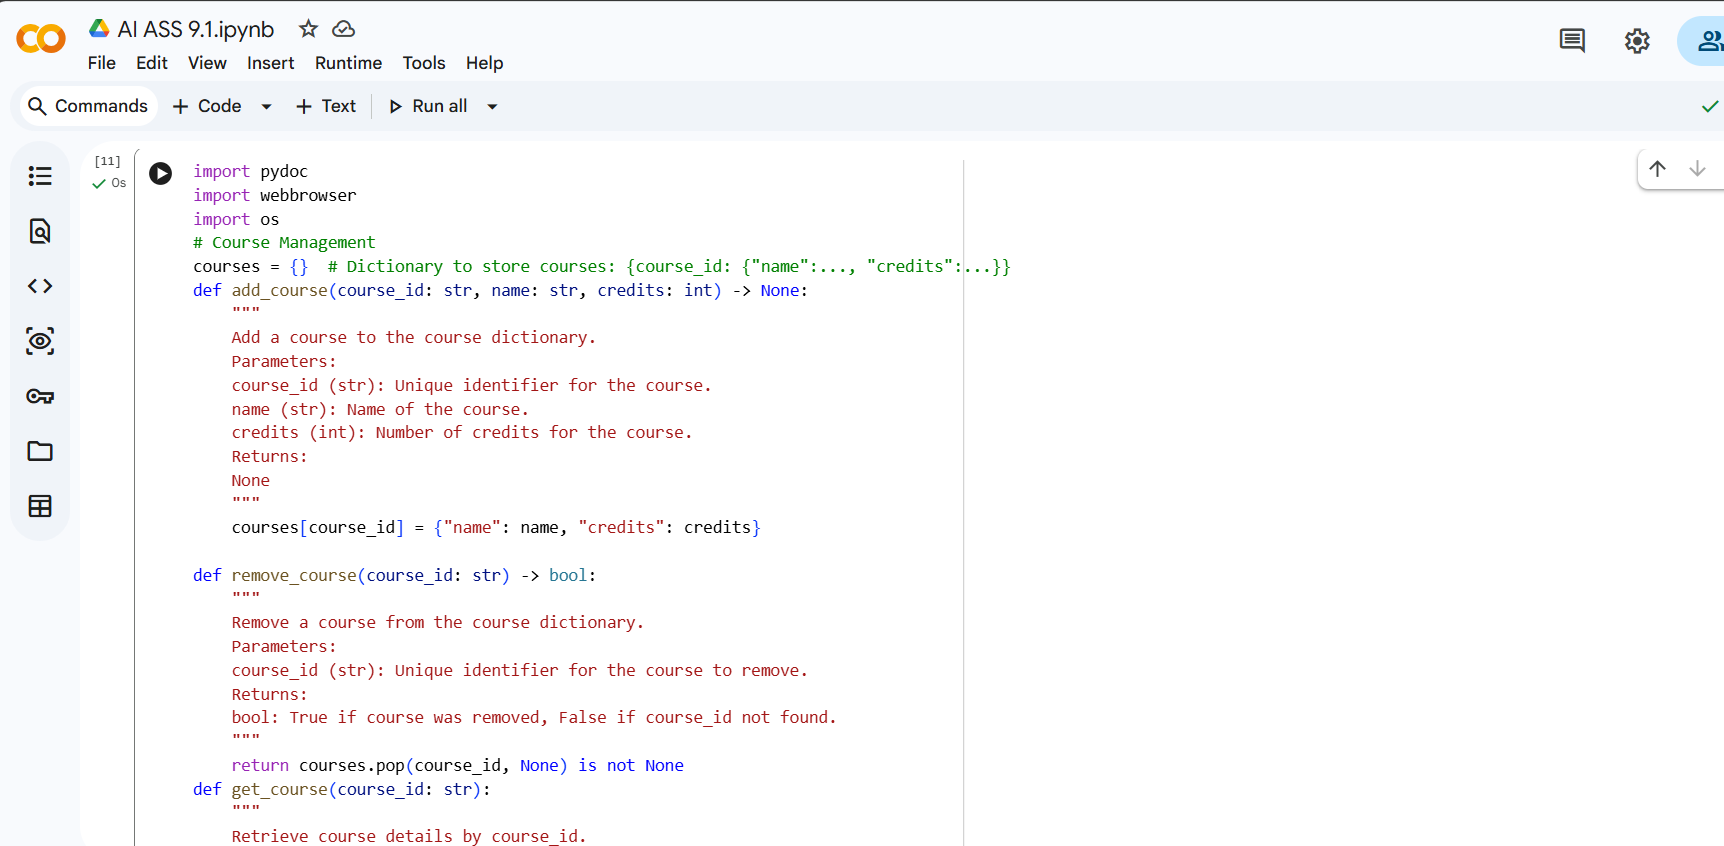 AI ASS 9.1.ipynb
File Edit View Insert Runtime Tools Help
Commands + Code + Text Run all
[11]
0s
import pydoc
import webbrowser
import os
# Course Management
courses = {}  # Dictionary to store courses: {course_id: {"name":..., "credits":...}}
def add_course(course_id: str, name: str, credits: int) -> None:
    """
    Add a course to the course dictionary.
    Parameters:
    course_id (str): Unique identifier for the course.
    name (str): Name of the course.
    credits (int): Number of credits for the course.
    Returns:
    None
    """
    courses[course_id] = {"name": name, "credits": credits}
def remove_course(course_id: str) -> bool:
    """
    Remove a course from the course dictionary.
    Parameters:
    course_id (str): Unique identifier for the course to remove.
    Returns:
    bool: True if course was removed, False if course_id not found.
    """
    return courses.pop(course_id, None) is not None
def get_course(course_id: str):
    """
    Retrieve course details by course_id.